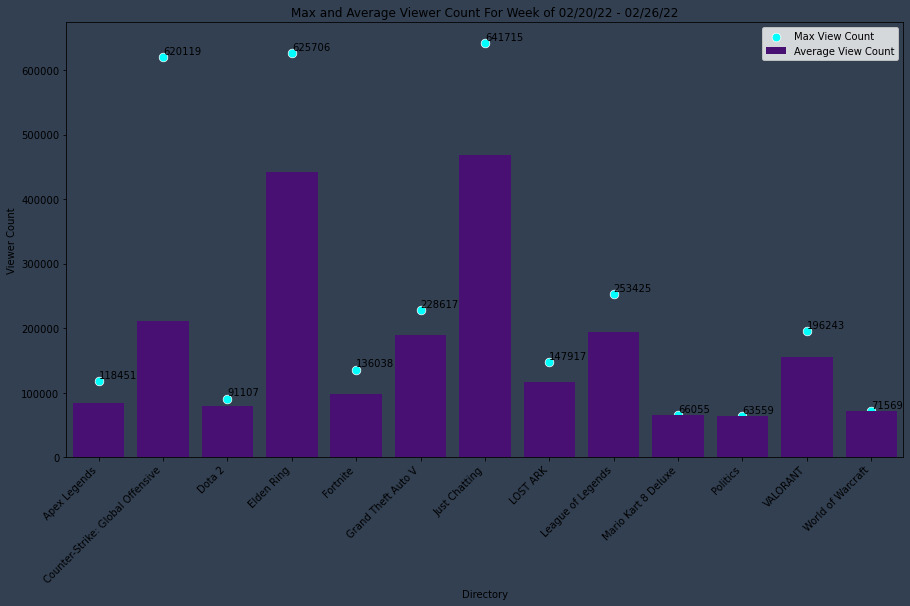 Max and Average Viewer Count For Week of 02/20/22 - 02/26/22
Max View Count
Average View Count
Viewer Count
600000
500000
400000
300000
200000
100000
0
118451
620119
91107
625706
136038
228617
641715
147917
253425
66055
63559
196243
71569
Apex Legends
Counter-Strike: Global Offensive
Dota 2
Elden Ring
Fortnite
Grand Theft Auto V
Just Chatting
LOST ARK
League of Legends
Mario Kart 8 Deluxe
Politics
VALORANT
World of Warcraft
Directory